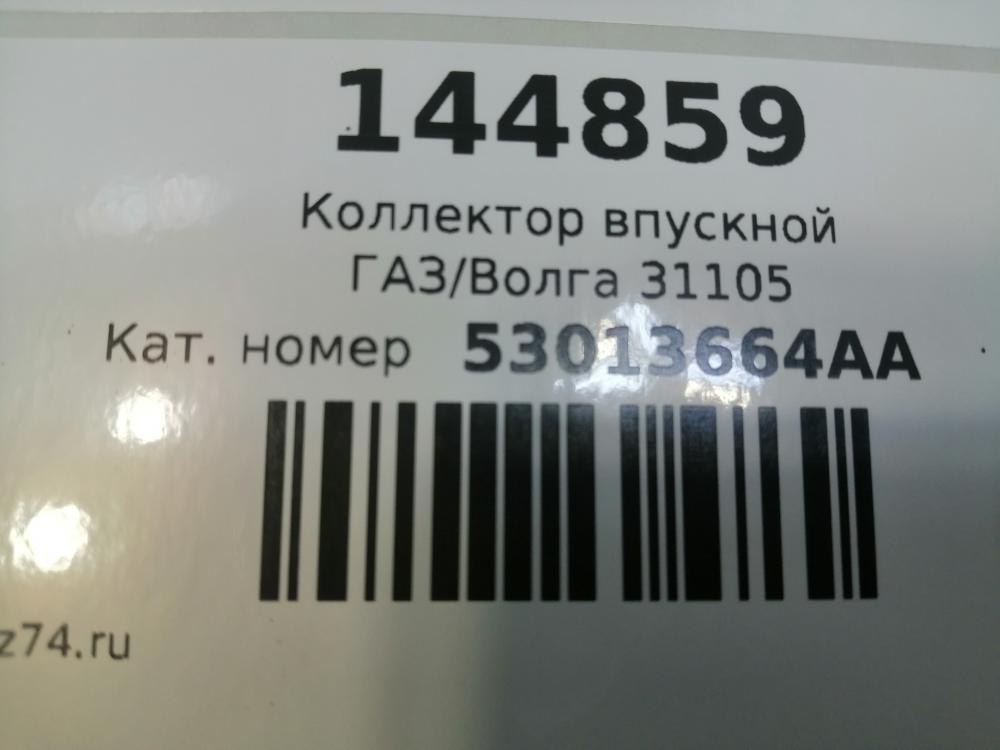 144859
Коллектор впускной
ГАЗ/Волга 31105
Кат. номер 53013664AA
z74.ru